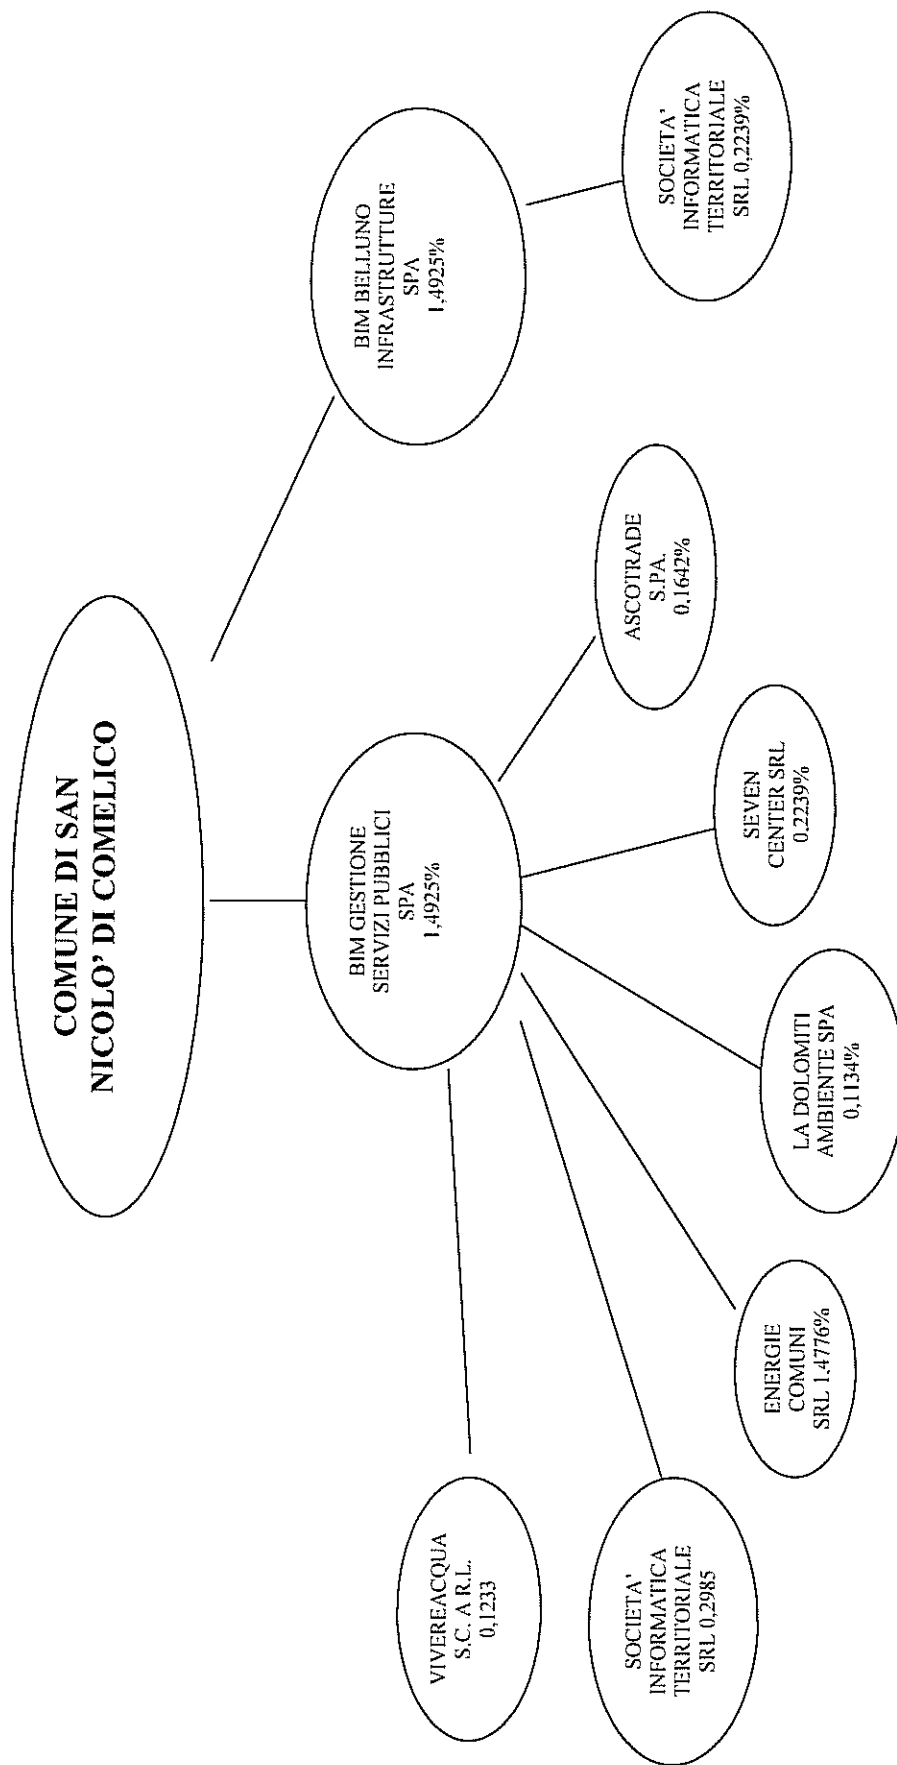 COMUNE DI SAN
NICOLO' DI COMELICO
BIM GESTIONE
SERVIZI PUBBLICI
SPA
1,4925%
BIM BELLUNO
INFRASTRUTTURE
SPA
1,4925%
VIVEREACQUA
S.C. A R.L.
0,1233
SOCIETA'
INFORMATICA
TERRITORIALE
SRL 0,2985
ENERGIE
COMUNI
SRL 1,4776%
LA DOLOMITI
AMBIENTE SPA
0,1134%
SEVEN
CENTER SRL
0,2239%
ASCOTRADE
S.PA.
0,1642%
SOCIETA'
INFORMATICA
TERRITORIALE
SRL 0,2239%